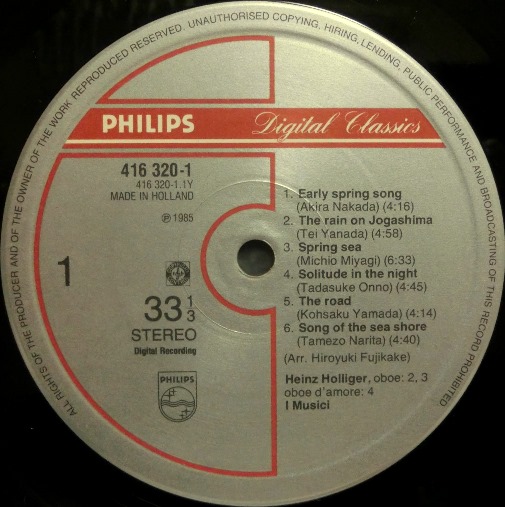 ALL RIGHTS OF THE PRODUCER AND OF THE OWNER OF THE WORK REPRODUCED RESERVED. UNAUTHORISED COPYING, HIRING, LENDING, PUBLIC PERFORMANCE AND BROADCASTING OF THIS RECORD PROHIBITED
PHILIPS Digital Classics
416 320-1
416 320-1.1Y
MADE IN HOLLAND
℗ 1985
1
33 1/3
STEREO
Digital Recording
PHILIPS
1. Early spring song
(Akira Nakada) (4:16)
2. The rain on Jogashima
(Tei Yanada) (4:58)
3. Spring sea
(Michio Miyagi) (6:33)
4. Solitude in the night
(Tadasuke Onno) (4:45)
5. The road
(Kohsaku Yamada) (4:14)
6. Song of the sea shore
(Tamezo Narita) (4:40)
(Arr. Hiroyuki Fujikake)
Heinz Holliger, oboe: 2, 3
oboe d'amore: 4
I Musici